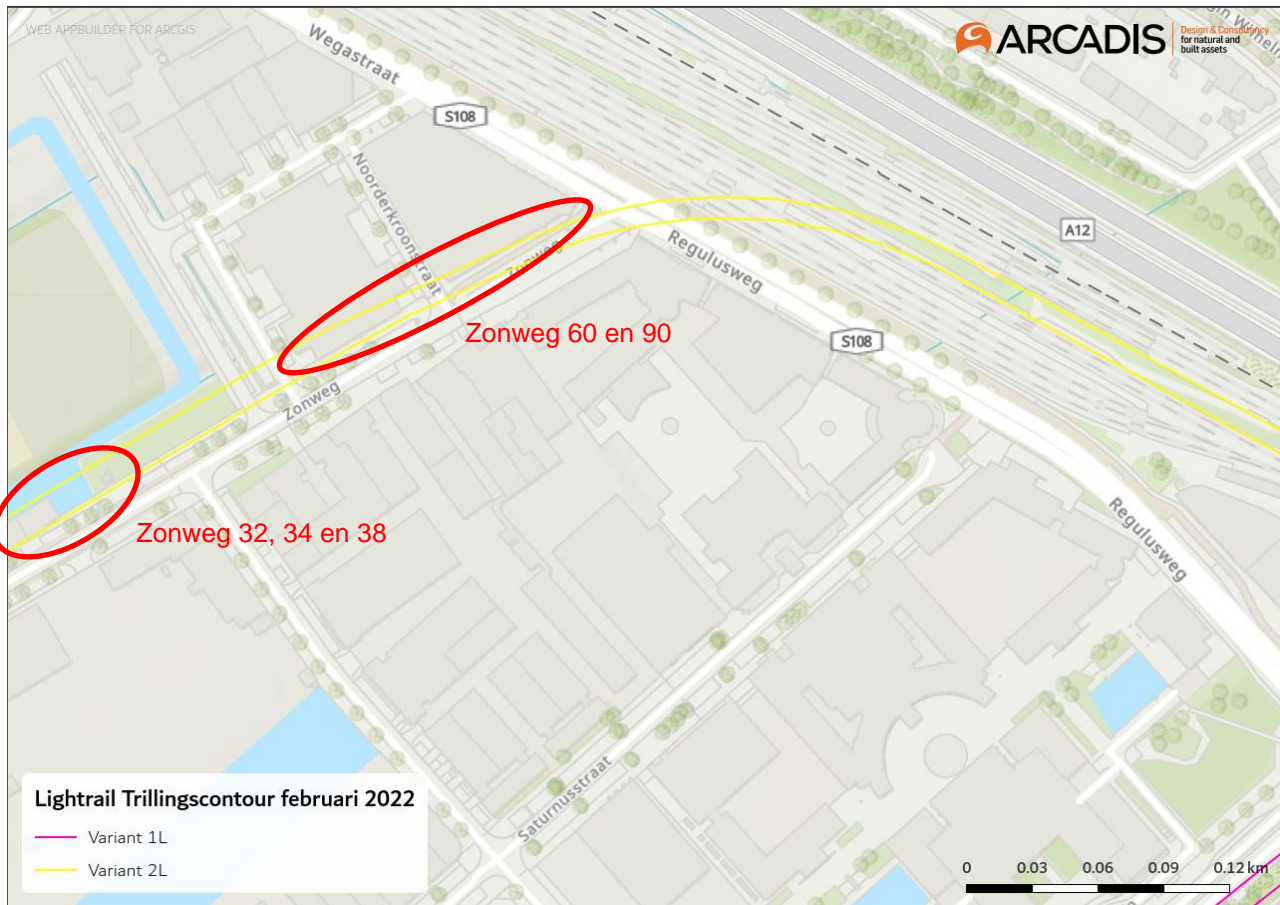 WEB APPBUILDER FOR ARCGIS
ARCADIS
Design & Consultancy
for natural and
built assets
Wegastraat
S108
Noorderkroonstraat
Zonweg
Regulusweg
A12
Zonweg 60 en 90
S108
Zonweg
Zonweg 32, 34 en 38
Regulusweg
Saturnusstraat
Lightrail Trillingscontour februari 2022
Variant 1L
Variant 2L
0 0.03 0.06 0.09 0.12 km